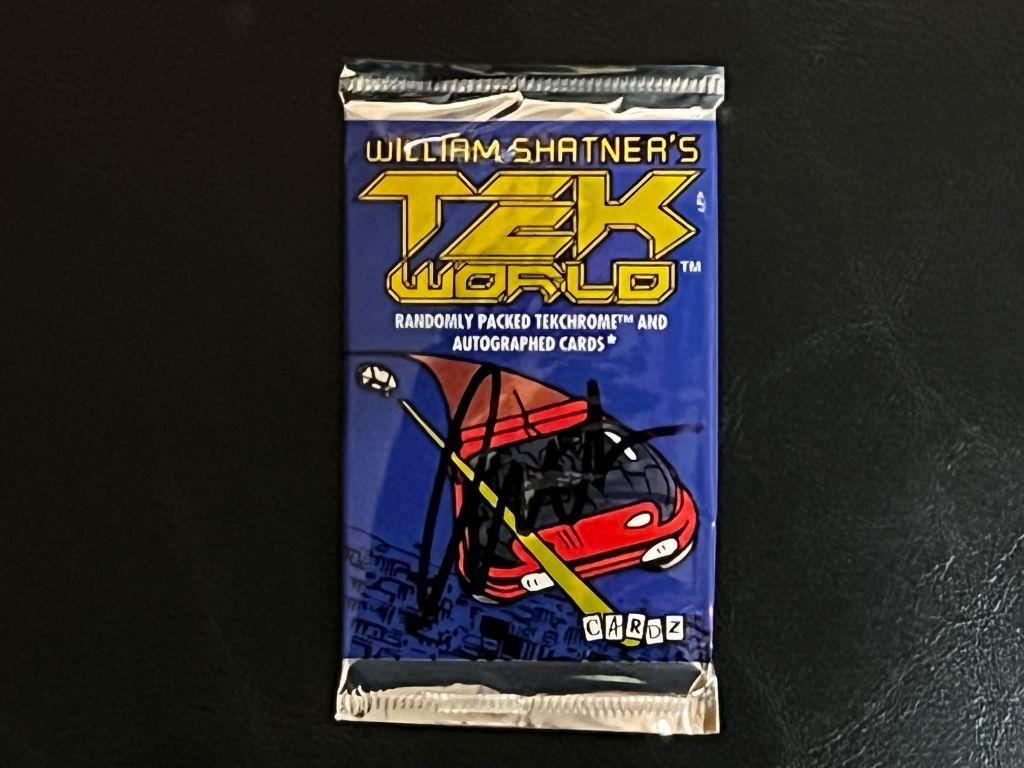 WILLIAM SHATNER'S
TEK
WORLD™
RANDOMLY PACKED TEKCHROME™ AND
AUTOGRAPHED CARDS*
CARDZ